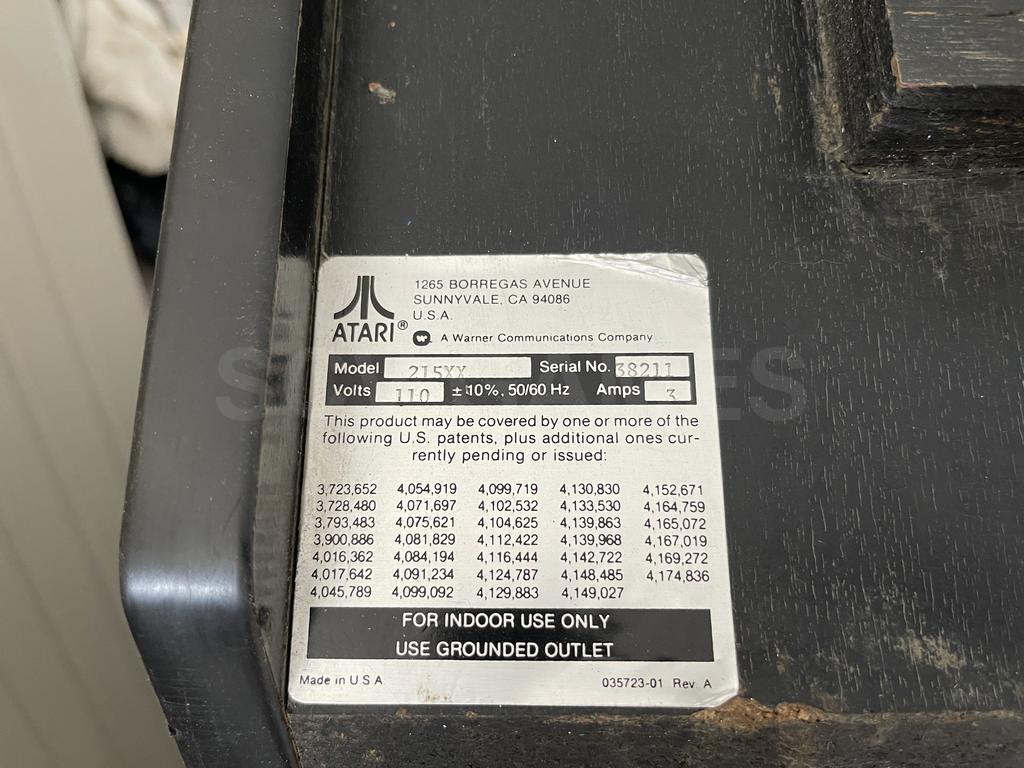 1265 BORREGAS AVENUE
SUNNYVALE, CA 94086
U.S.A.
ATARI®
A Warner Communications Company
Model 215XX Serial No. 38211
Volts 110 ±10%, 50/60 Hz Amps 3
This product may be covered by one or more of the
following U.S. patents, plus additional ones cur-
rently pending or issued:
3,723,652 4,054,919 4,099,719 4,130,830 4,152,671
3,728,480 4,071,697 4,102,532 4,133,530 4,164,759
3,793,483 4,075,621 4,104,625 4,139,863 4,165,072
3,900,886 4,081,829 4,112,422 4,139,968 4,167,019
4,016,362 4,084,194 4,116,444 4,142,722 4,169,272
4,017,642 4,091,234 4,124,787 4,148,485 4,174,836
4,045,789 4,099,092 4,129,883 4,149,027
FOR INDOOR USE ONLY
USE GROUNDED OUTLET
Made in U S A 035723-01 Rev. A